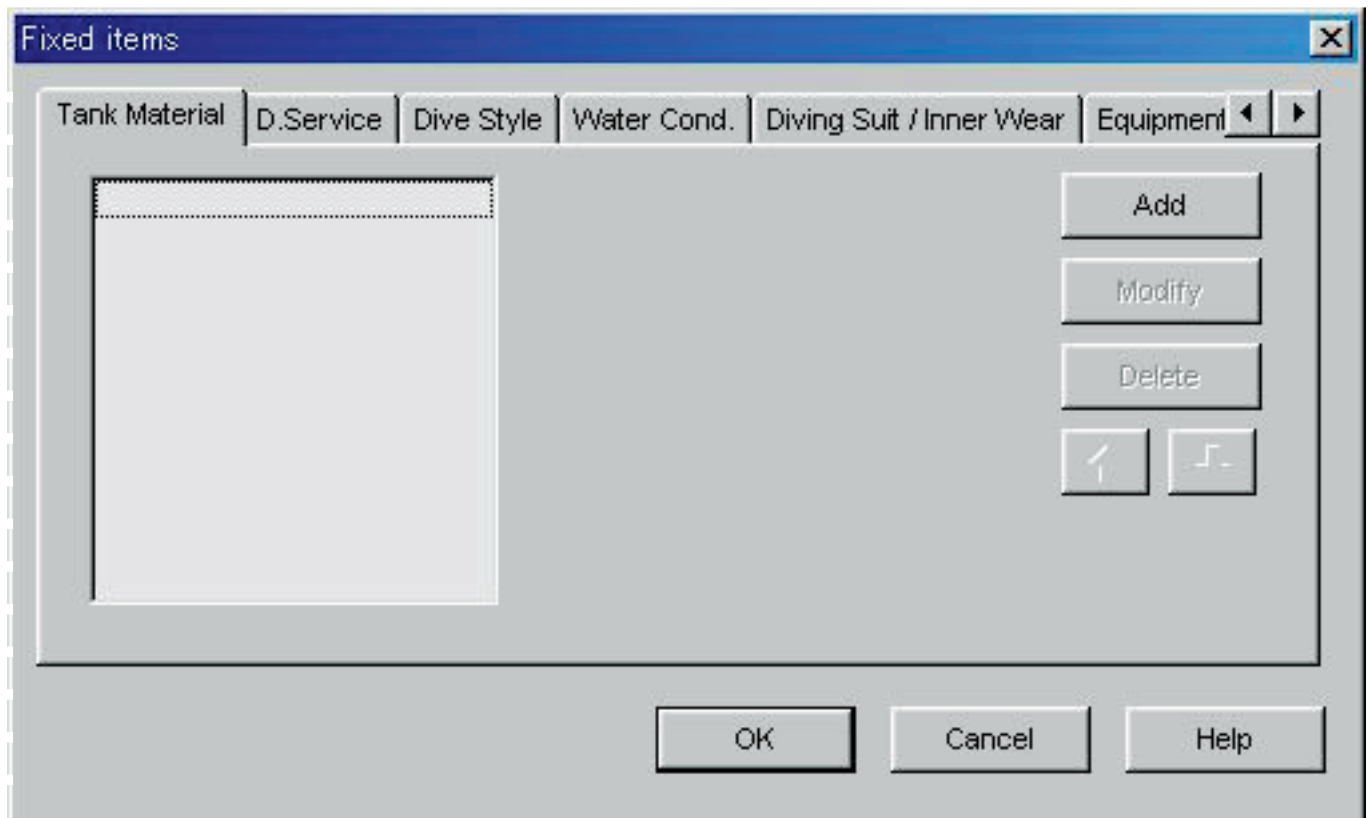 Fixed items
Tank Material D.Service Dive Style Water Cond. Diving Suit / Inner Wear Equipment
Add
Modify
Delete
OK Cancel Help